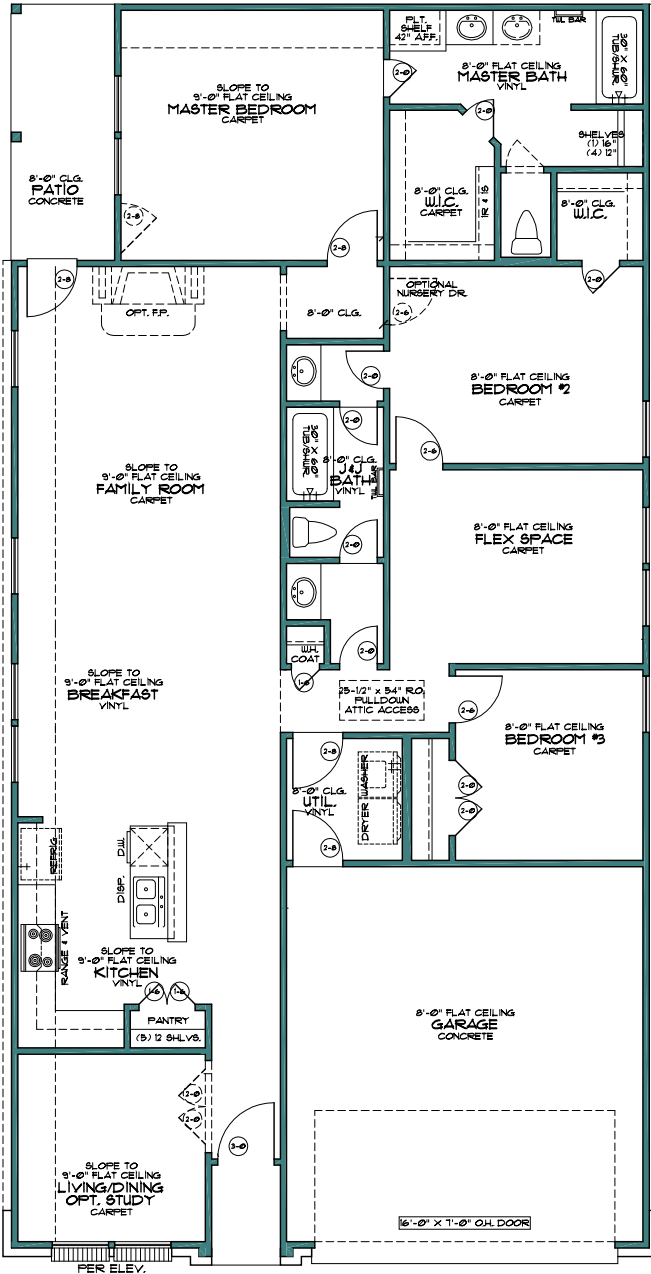 PLT.
SHELF
42" A.F.F.
TWL BAR
30" X 60"
TUB/SHWR.
8'-0" FLAT CEILING
MASTER BATH
VINYL
2-0
SLOPE TO
9'-0" FLAT CEILING
MASTER BEDROOM
CARPET
2-0
SHELVES
(1) 16"
(4) 12"
8'-0" CLG.
PATIO
CONCRETE
2-8
8'-0" CLG.
W.I.C.
CARPET
1R & 1S
8'-0" CLG.
W.I.C.
2-8
2-8
2-0
OPT. F.P.
8'-0" CLG.
OPTIONAL
NURSERY DR.
2-6
2-0
8'-0" FLAT CEILING
BEDROOM #2
CARPET
2-0
2-6
30" X 60"
TUB/SHWR.
8'-0" CLG.
J&J
BATH
VINYL
TWL BAR
SLOPE TO
9'-0" FLAT CEILING
FAMILY ROOM
CARPET
8'-0" FLAT CEILING
FLEX SPACE
CARPET
2-0
W.H.
COAT
2-0
1-6
SLOPE TO
9'-0" FLAT CEILING
BREAKFAST
VINYL
25-1/2" x 54" R.O.
PULLDOWN
ATTIC ACCESS
2-6
8'-0" FLAT CEILING
BEDROOM #3
CARPET
2-8
8'-0" CLG.
UTIL.
VINYL
WASHER
DRYER
2-0
2-0
2-8
REFRIG
D.W.
DISP.
RANGE & VENT
SLOPE TO
9'-0" FLAT CEILING
KITCHEN
VINYL
1-6
1-6
PANTRY
(5) 12 SHLVS.
8'-0" FLAT CEILING
GARAGE
CONCRETE
2-0
2-0
3-0
SLOPE TO
9'-0" FLAT CEILING
LIVING/DINING
OPT. STUDY
CARPET
16'-0" X 7'-0" O.H. DOOR
PER ELEV.